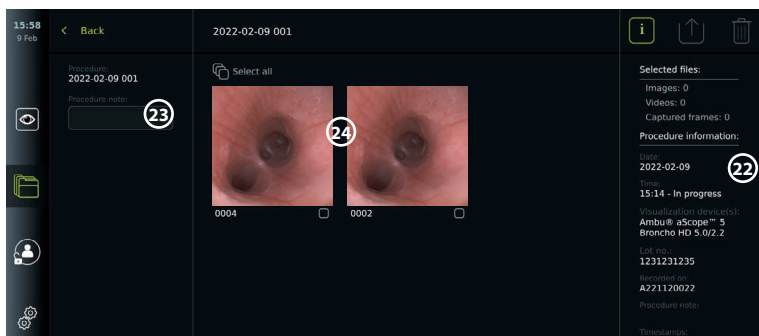 15:58
9 Feb
Back
2022-02-09 001
i
Procedure:
2022-02-09 001
Procedure note:
23
Select all
24
0004
0002
Selected files:
Images: 0
Videos: 0
Captured frames: 0
Procedure information:
Date:
2022-02-09
22
Time:
15:14 - In progress
Visualization device(s):
Ambu® aScope™ 5
Broncho HD 5.0/2.2
Lot no.:
1231231235
Recorded on:
A221120022
Procedure note:
Timestamps: